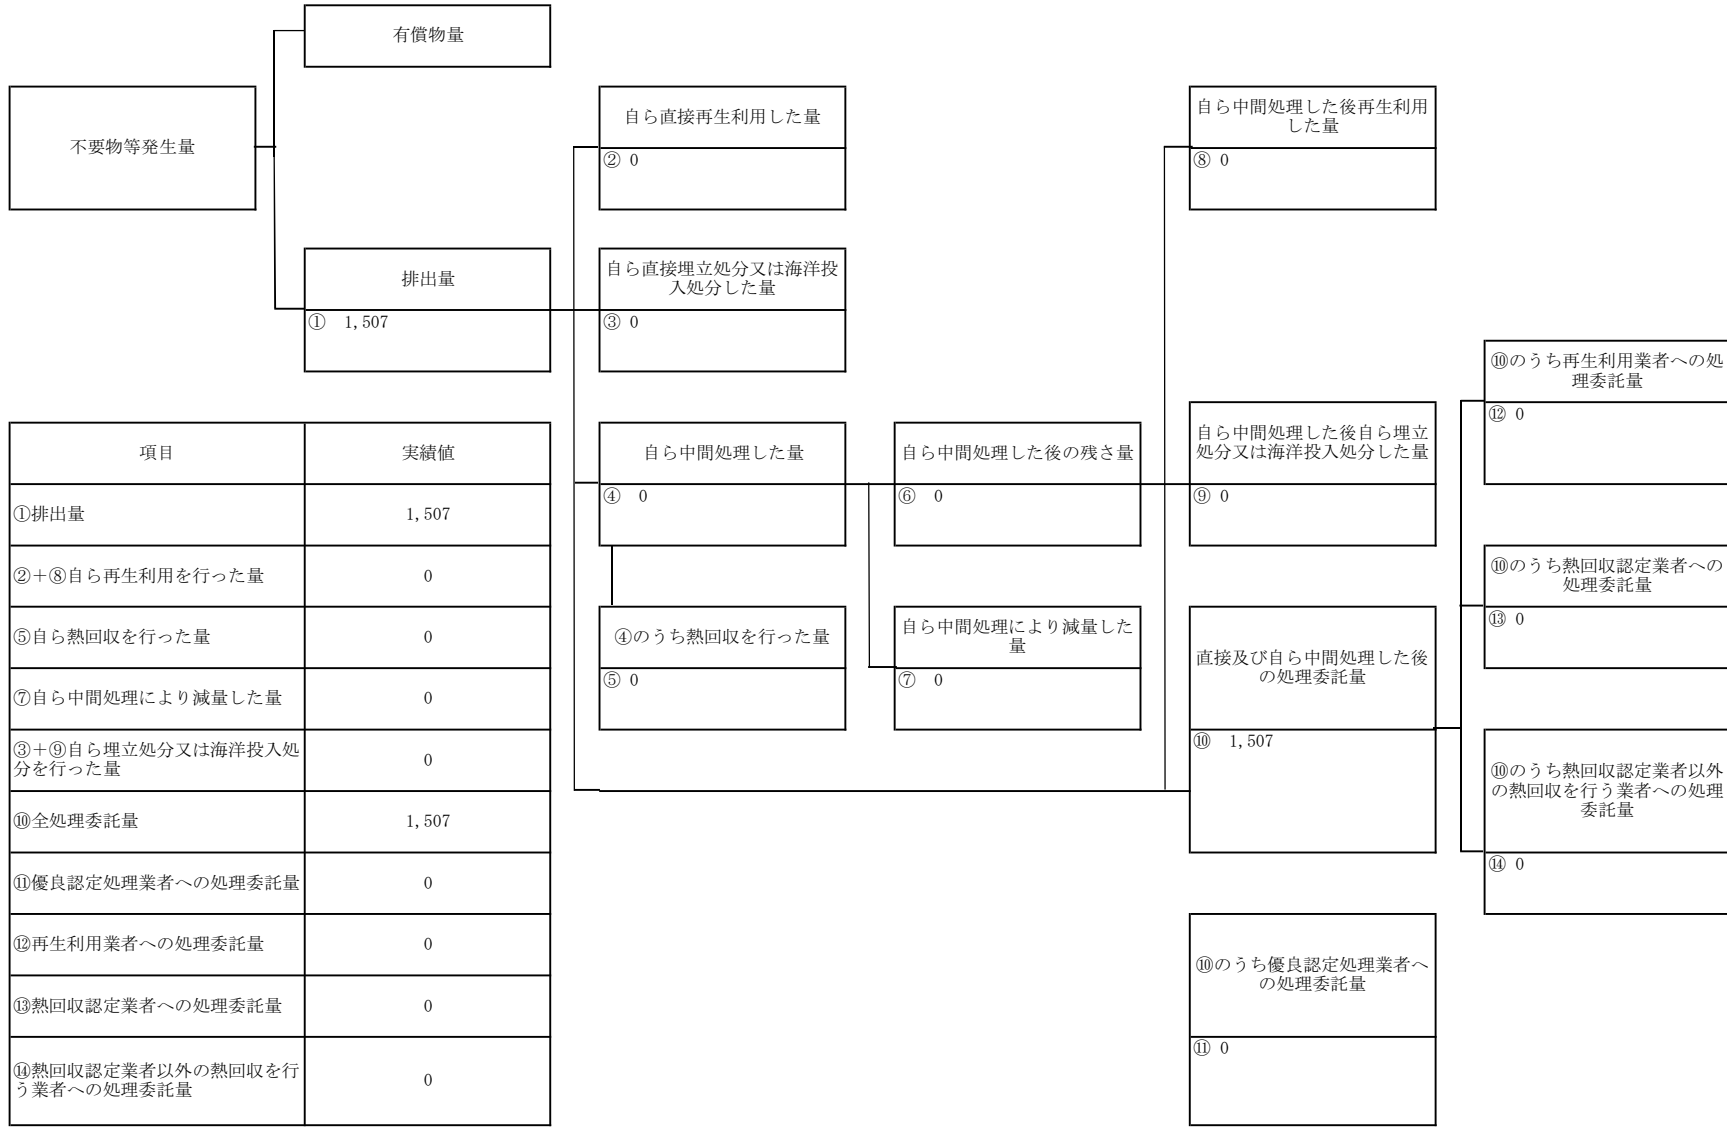 有償物量
不要物等発生量
排出量
① 1,507
自ら直接再生利用した量
② 0
自ら直接埋立処分又は海洋投
入処分した量
③ 0
自ら中間処理した量
④ 0
④のうち熱回収を行った量
⑤ 0
自ら中間処理した後の残さ量
⑥ 0
自ら中間処理により減量した
量
⑦ 0
自ら中間処理した後再生利用
した量
⑧ 0
自ら中間処理した後自ら埋立
処分又は海洋投入処分した量
⑨ 0
直接及び自ら中間処理した後
の処理委託量
⑩ 1,507
⑩のうち優良認定処理業者へ
の処理委託量
⑪ 0
⑩のうち再生利用業者への処
理委託量
⑫ 0
⑩のうち熱回収認定業者への
処理委託量
⑬ 0
⑩のうち熱回収認定業者以外
の熱回収を行う業者への処理
委託量
⑭ 0
項目 実績値
①排出量 1,507
②＋⑧自ら再生利用を行った量 0
⑤自ら熱回収を行った量 0
⑦自ら中間処理により減量した量 0
③＋⑨自ら埋立処分又は海洋投入処
分を行った量 0
⑩全処理委託量 1,507
⑪優良認定処理業者への処理委託量 0
⑫再生利用業者への処理委託量 0
⑬熱回収認定業者への処理委託量 0
⑭熱回収認定業者以外の熱回収を行
う業者への処理委託量 0